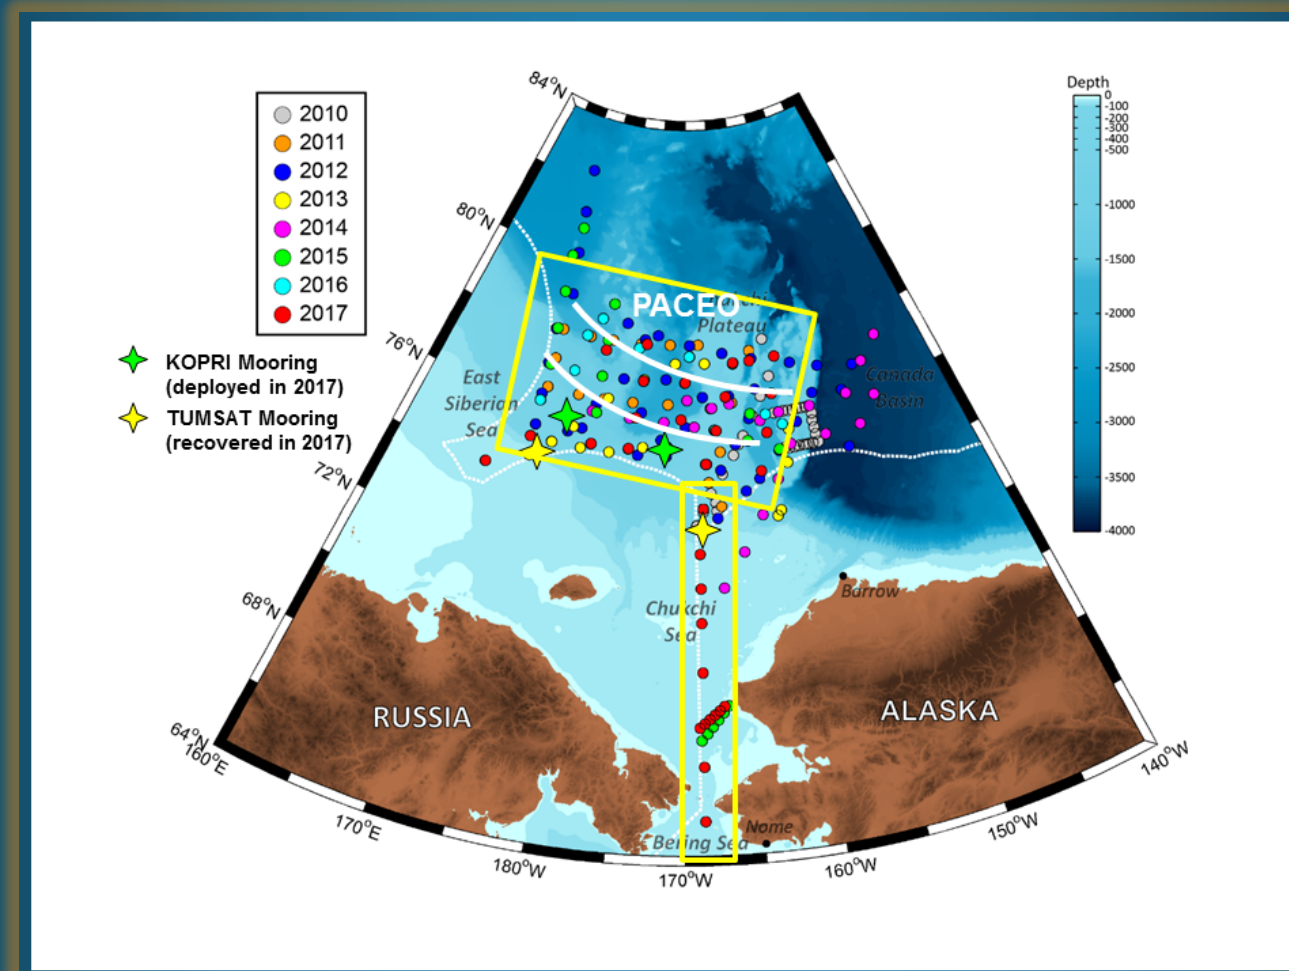 84°N
Depth
0
-100
-200
-300
-400
-500
-1000
-1500
-2000
-2500
-3000
-3500
-4000
2010
2011
2012
2013
2014
2015
2016
2017
80°N
76°N
72°N
68°N
64°N
KOPRI Mooring
(deployed in 2017)
TUMSAT Mooring
(recovered in 2017)
PACEO
Plateau
East
Siberian
Sea
Canada
Basin
Barrow
Chukchi
Sea
RUSSIA
ALASKA
Nome
Bering Sea
160°E
170°E
180°W
170°W
160°W
150°W
140°W